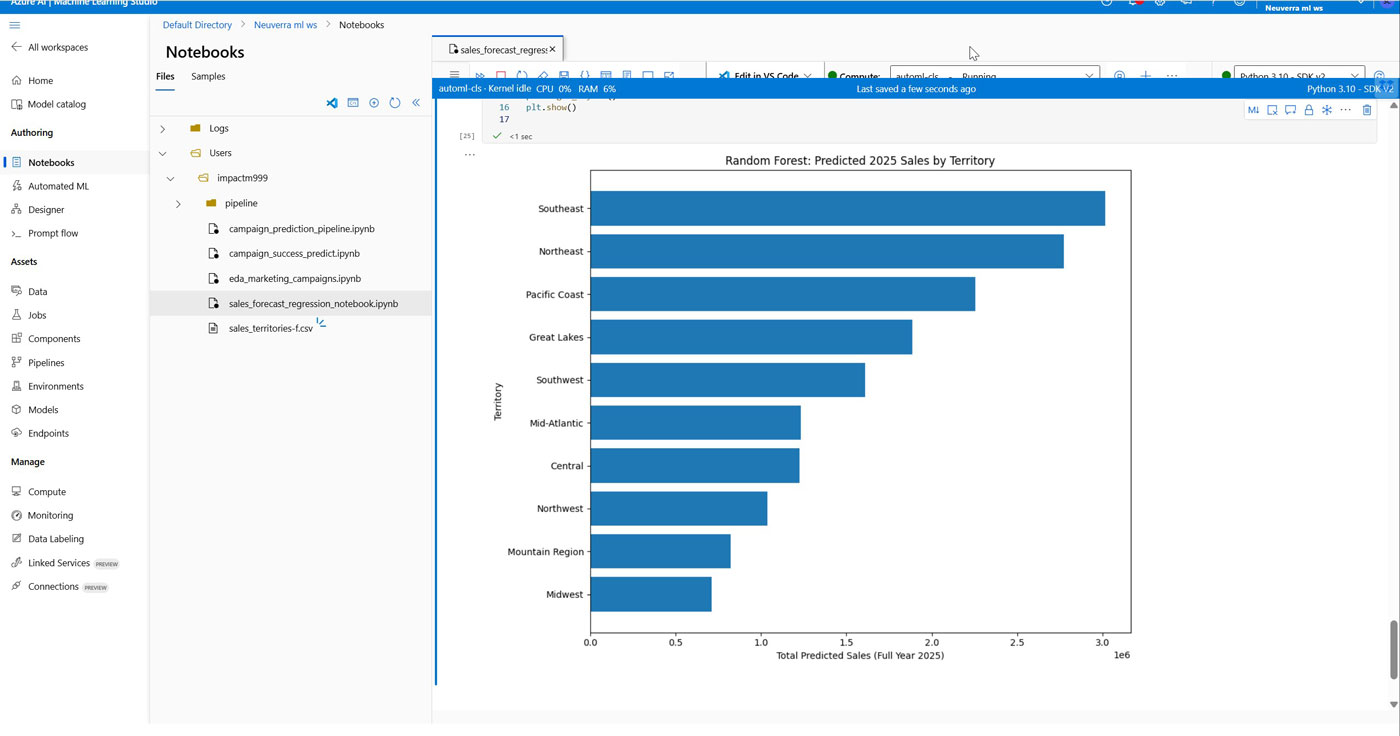 Azure AI | Machine Learning Studio
Neuverra ml ws
Default Directory > Neuverra ml ws > Notebooks
All workspaces
Home
Model catalog
Authoring
Notebooks
Automated ML
Designer
Prompt flow
Assets
Data
Jobs
Components
Pipelines
Environments
Models
Endpoints
Manage
Compute
Monitoring
Data Labeling
Linked Services PREVIEW
Connections PREVIEW
Notebooks
Files Samples
Logs
Users
impactm999
pipeline
campaign_prediction_pipeline.ipynb
campaign_success_predict.ipynb
eda_marketing_campaigns.ipynb
sales_forecast_regression_notebook.ipynb
sales_territories-f.csv
sales_forecast_regress
Edit in VS Code Compute: automl-cls - Running Python 3.10 - SDK v2
automl-cls · Kernel idle CPU 0% RAM 6% Last saved a few seconds ago Python 3.10 - SDK v2
16 plt.show()
17
[25] <1 sec
M↓
Random Forest: Predicted 2025 Sales by Territory
Territory
Southeast
Northeast
Pacific Coast
Great Lakes
Southwest
Mid-Atlantic
Central
Northwest
Mountain Region
Midwest
0.0 0.5 1.0 1.5 2.0 2.5 3.0
1e6
Total Predicted Sales (Full Year 2025)